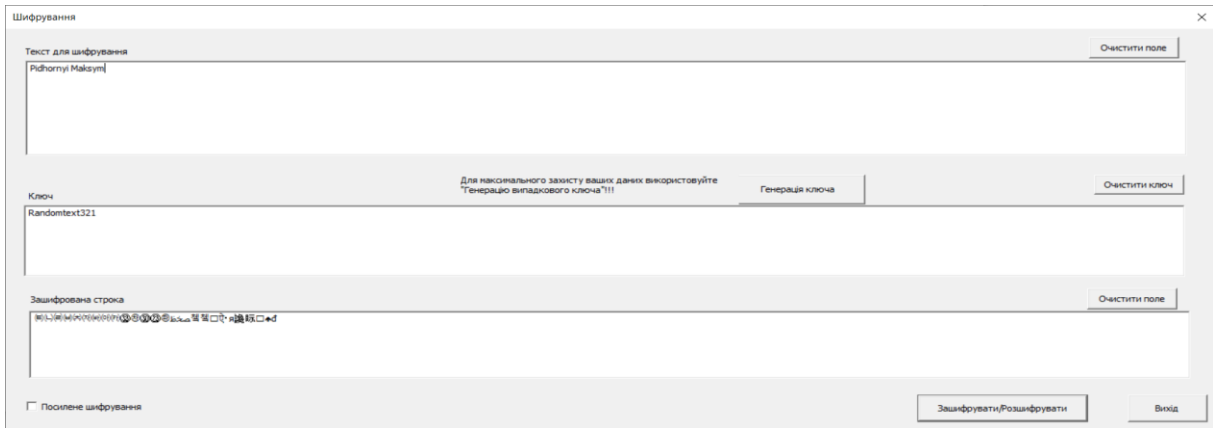 Шифрування
Текст для шифрування
Очистити поле
Pidhornyi Maksym
Для максимального захисту ваших даних використовуйте
"Генерацію випадкового ключа"!!!
Генерація ключа
Очистити ключ
Ключ
Randomtext321
Зашифрована строка
Очистити поле
Посилене шифрування
Зашифрувати/Розшифрувати
Вихід